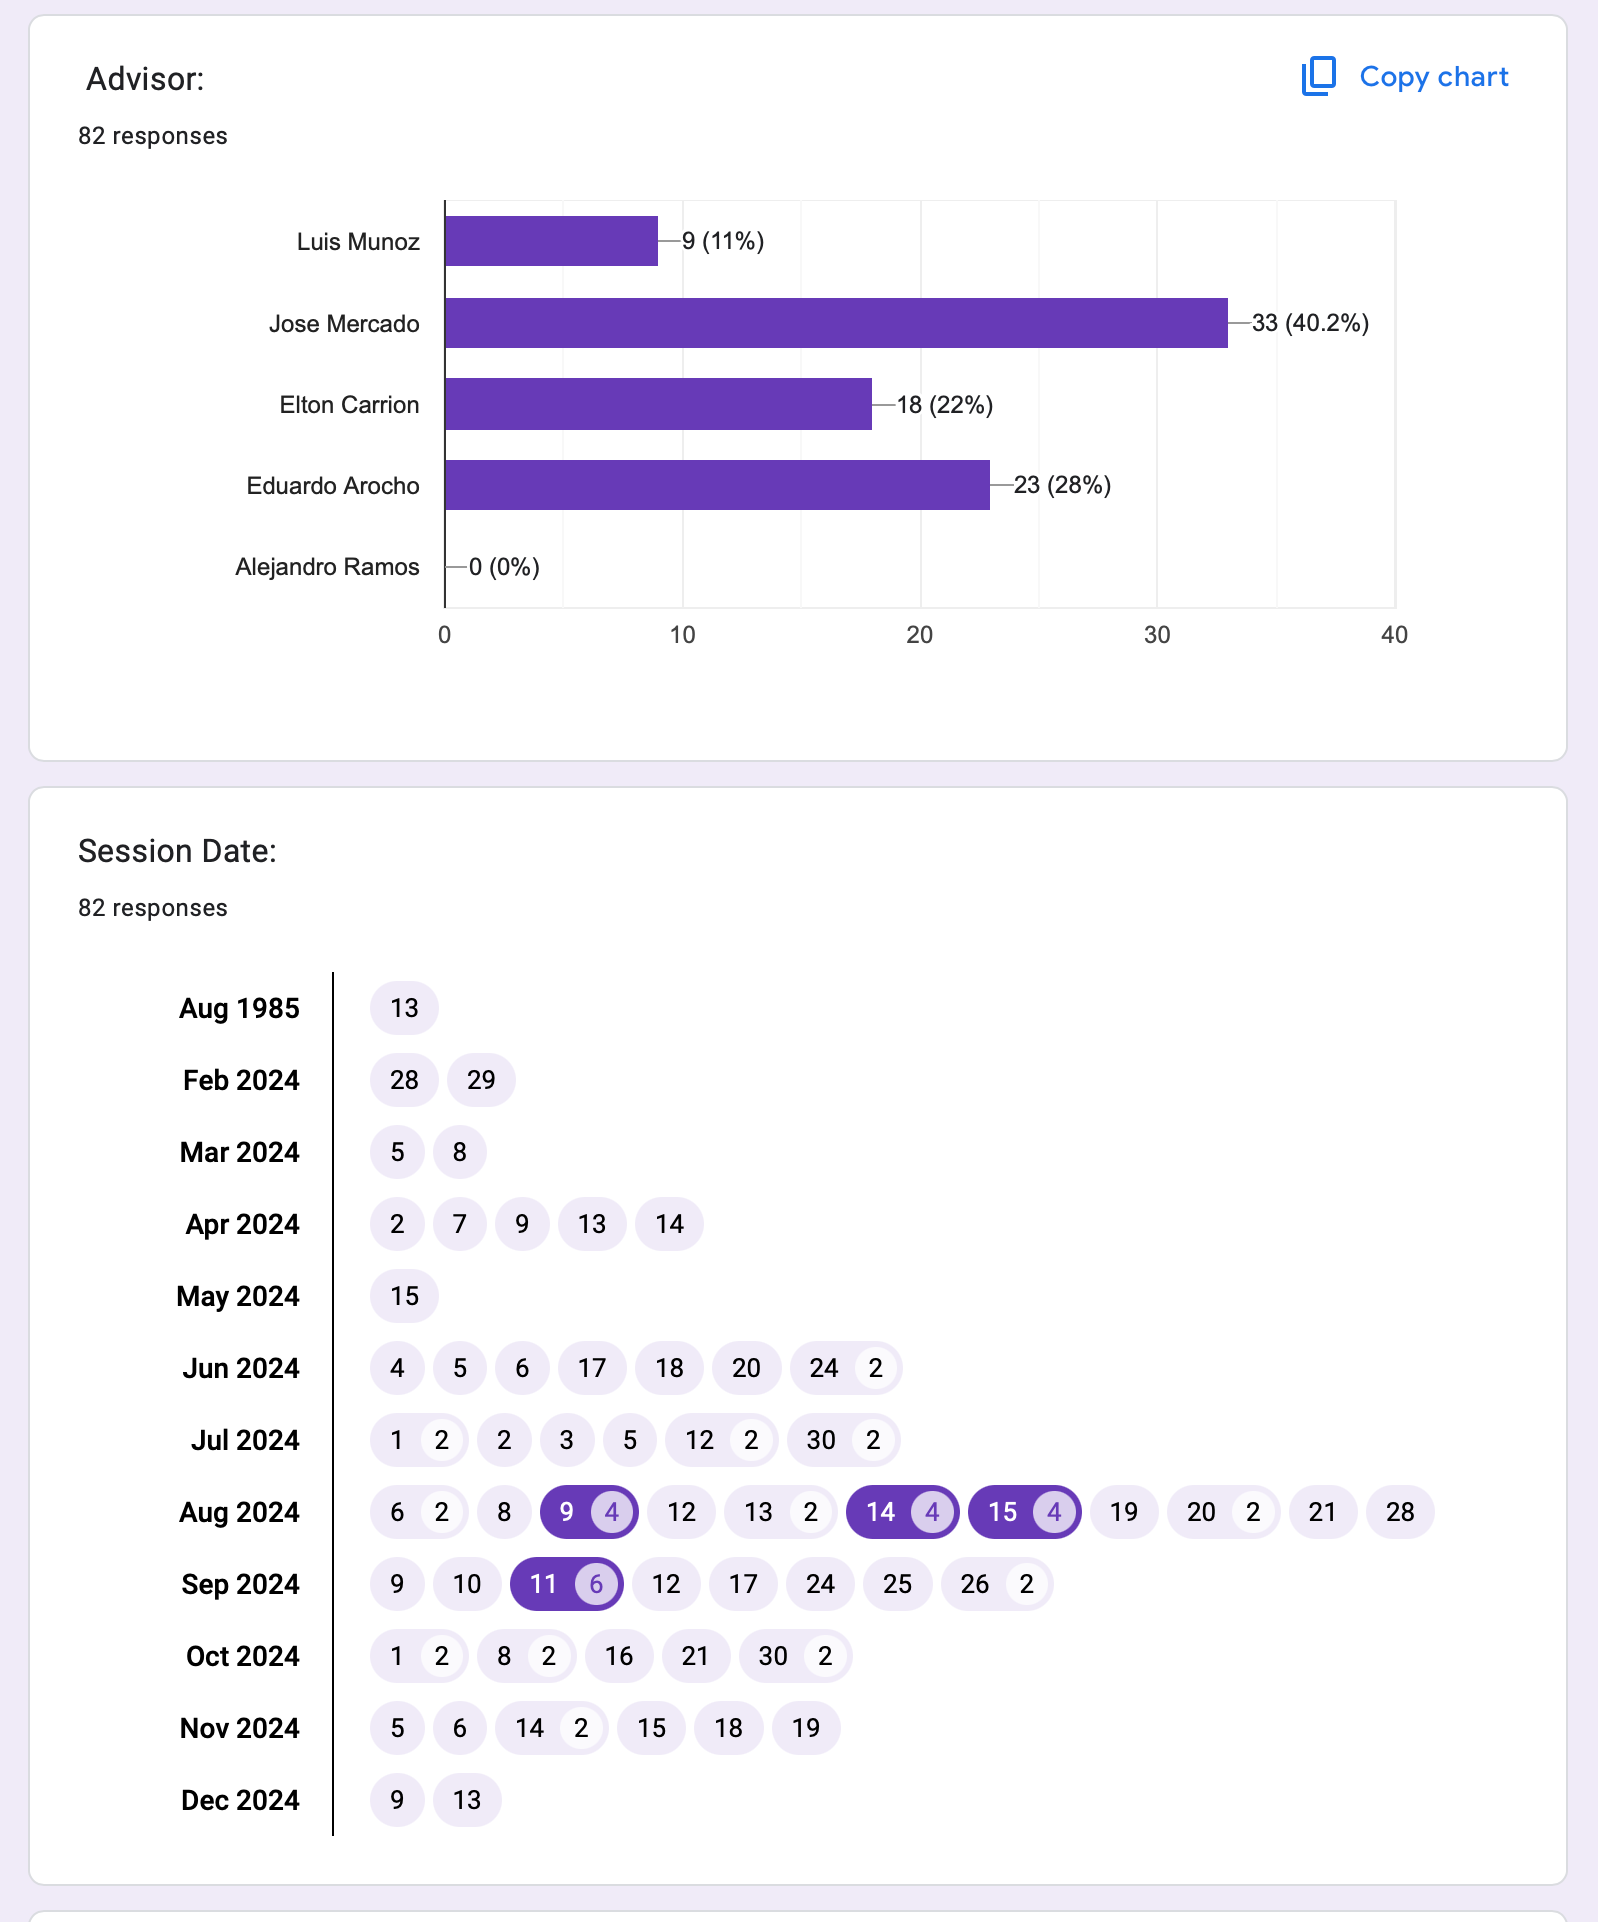 Advisor:
Copy chart
82 responses
Luis Munoz 9 (11%)
Jose Mercado 33 (40.2%)
Elton Carrion 18 (22%)
Eduardo Arocho 23 (28%)
Alejandro Ramos 0 (0%)
0 10 20 30 40
Session Date:
82 responses
Aug 1985 13
Feb 2024 28 29
Mar 2024 5 8
Apr 2024 2 7 9 13 14
May 2024 15
Jun 2024 4 5 6 17 18 20 24 2
Jul 2024 1 2 2 3 5 12 2 30 2
Aug 2024 6 2 8 9 4 12 13 2 14 4 15 4 19 20 2 21 28
Sep 2024 9 10 11 6 12 17 24 25 26 2
Oct 2024 1 2 8 2 16 21 30 2
Nov 2024 5 6 14 2 15 18 19
Dec 2024 9 13